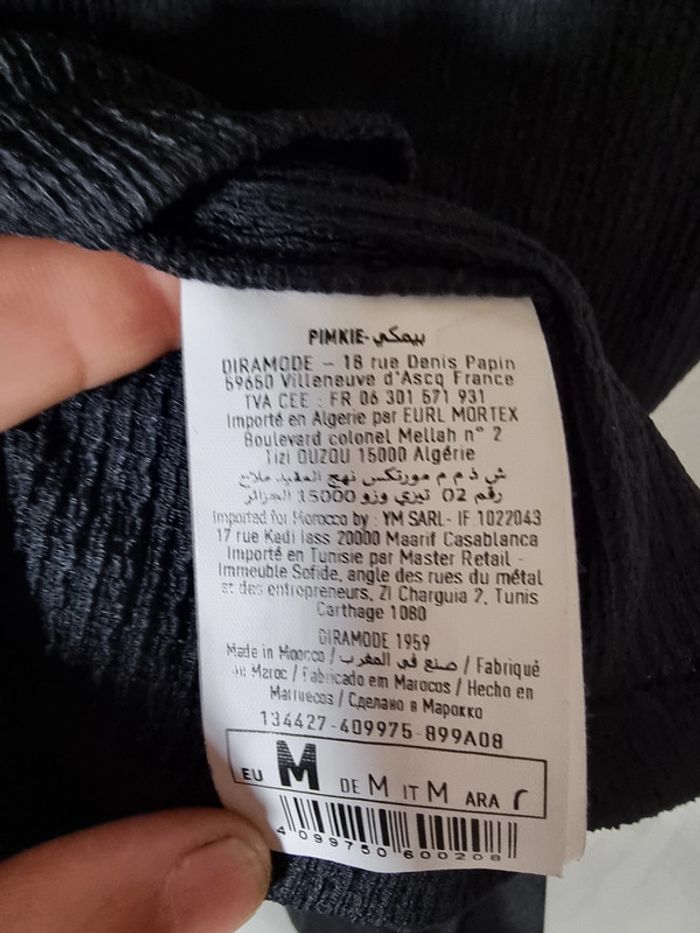 PIMKIE-بيمكي
DIRAMODE – 18 rue Denis Papin
59650 Villeneuve d'Ascq France
TVA CEE : FR 06 301 571 931
Importé en Algerie par EURL MORTEX
Boulevard colonel Mellah n° 2
Tizi OUZOU 15000 Algérie
ش ذ م م مورتكس نهج العقيد ملاح
رقم 02 تيزي وزو 15000 الجزائر
Imported for Morocco by : YM SARL- IF 1022043
17 rue Kadi Iass 20000 Maarif Casablanca
Importé en Tunisie par Master Retail -
Immeuble Sofide, angle des rues du métal
et des entrepreneurs, ZI Charguia 2, Tunis
Carthage 1080
DIRAMODE 1959
Made in Morocco / صنع في المغرب / Fabriqué
au Maroc / Fabricado em Marocos / Hecho en
Marruecos / Сделано в Марокко
134427-409975-899A08
EU M DE M IT M ARA م
4 099750 600208